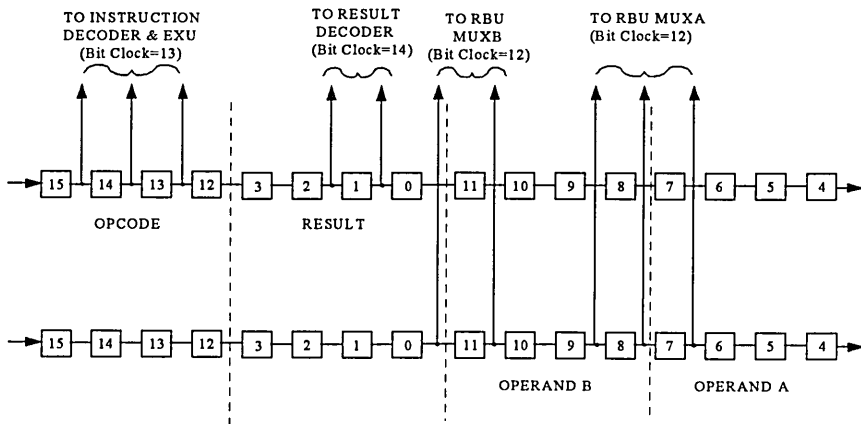 TO INSTRUCTION
DECODER & EXU
(Bit Clock=13)
TO RESULT
DECODER
(Bit Clock=14)
TO RBU
MUXB
(Bit Clock=12)
TO RBU MUXA
(Bit Clock=12)
15 14 13 12 3 2 1 0 11 10 9 8 7 6 5 4
OPCODE RESULT
15 14 13 12 3 2 1 0 11 10 9 8 7 6 5 4
OPERAND B OPERAND A